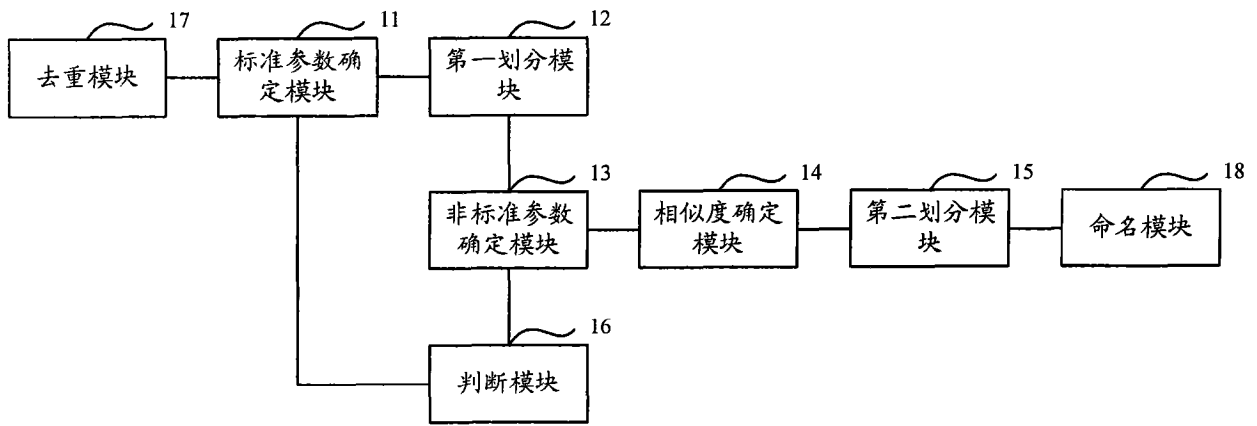 17
11
12
去重模块
标准参数确
定模块
第一划分模
块
13
14
15
18
非标准参数
确定模块
相似度确定
模块
第二划分模
块
命名模块
16
判断模块